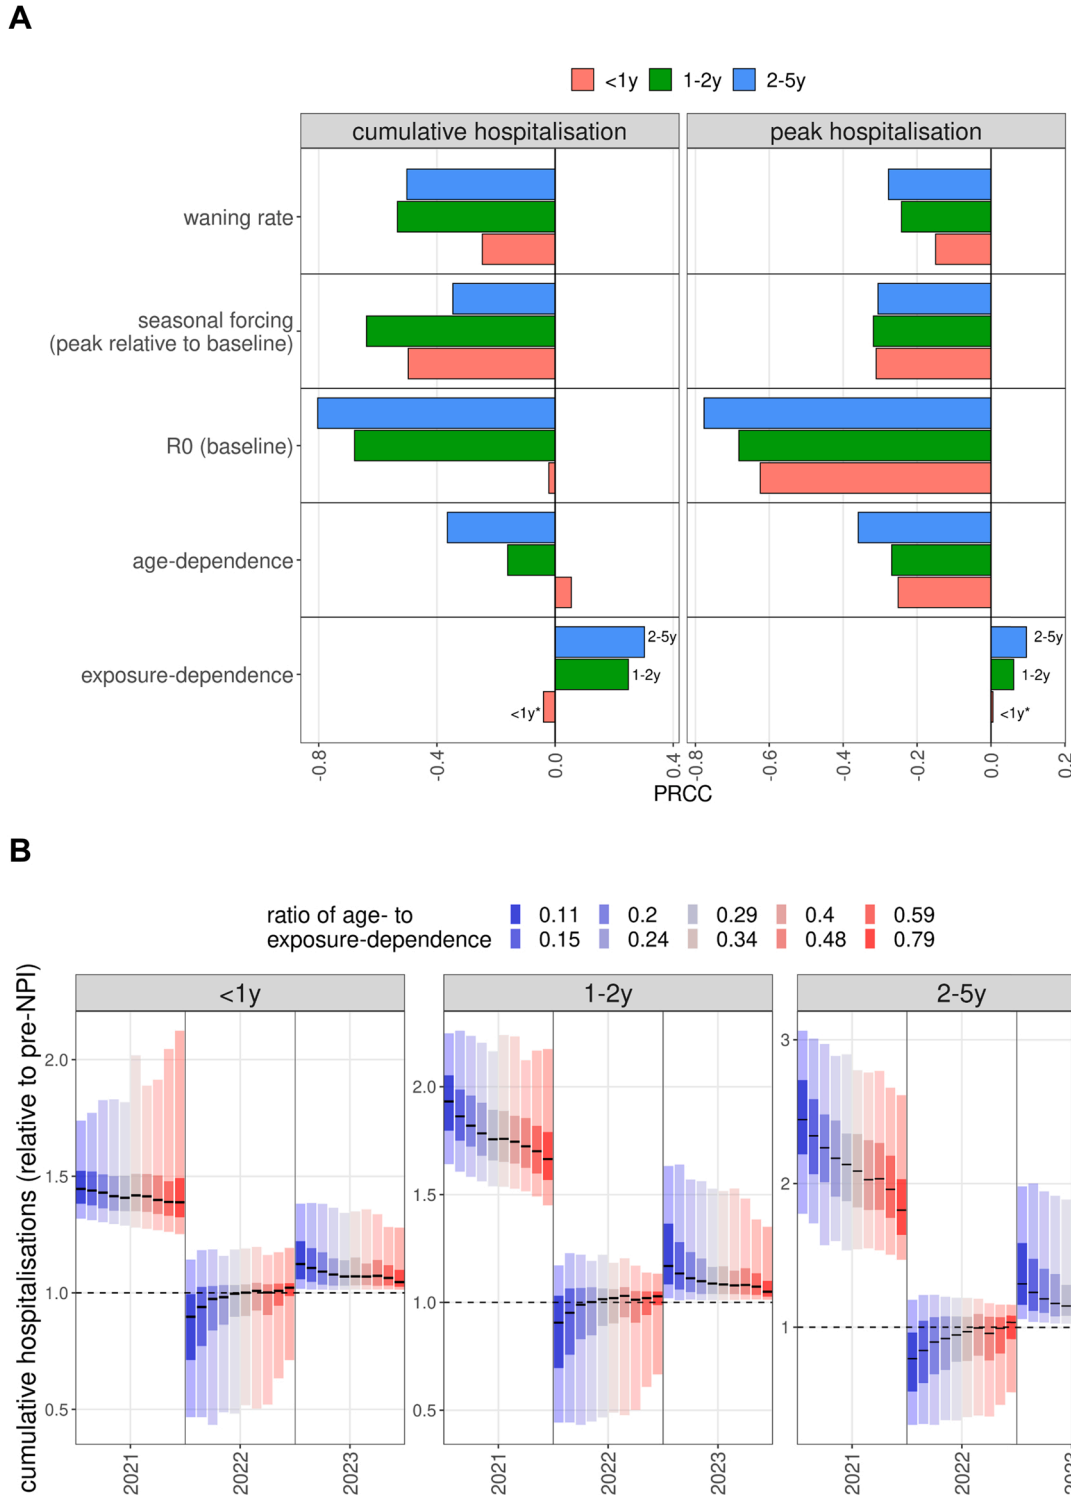 A
<1y 1-2y 2-5y
cumulative hospitalisation peak hospitalisation
waning rate
seasonal forcing
(peak relative to baseline)
R0 (baseline)
age-dependence
exposure-dependence
2-5y
1-2y
<1y*
2-5y
1-2y
<1y*
-0.8 -0.4 0.0 0.4 -0.8 -0.6 -0.4 -0.2 0.0 0.2
PRCC
B
ratio of age- to
exposure-dependence
0.11 0.2 0.29 0.4 0.59
0.15 0.24 0.34 0.48 0.79
cumulative hospitalisations (relative to pre-NPI)
<1y 1-2y 2-5y
2.0
1.5
1.0
0.5
2.0
1.5
1.0
0.5
3
2
1
2021 2022 2023 2021 2022 2023 2021 2022